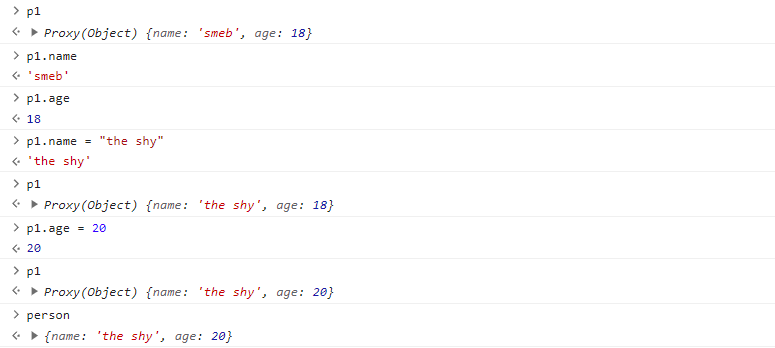 p1
Proxy(Object) {name: 'smeb', age: 18}
p1.name
'smeb'
p1.age
18
p1.name = "the shy"
'the shy'
p1
Proxy(Object) {name: 'the shy', age: 18}
p1.age = 20
20
p1
Proxy(Object) {name: 'the shy', age: 20}
person
{name: 'the shy', age: 20}